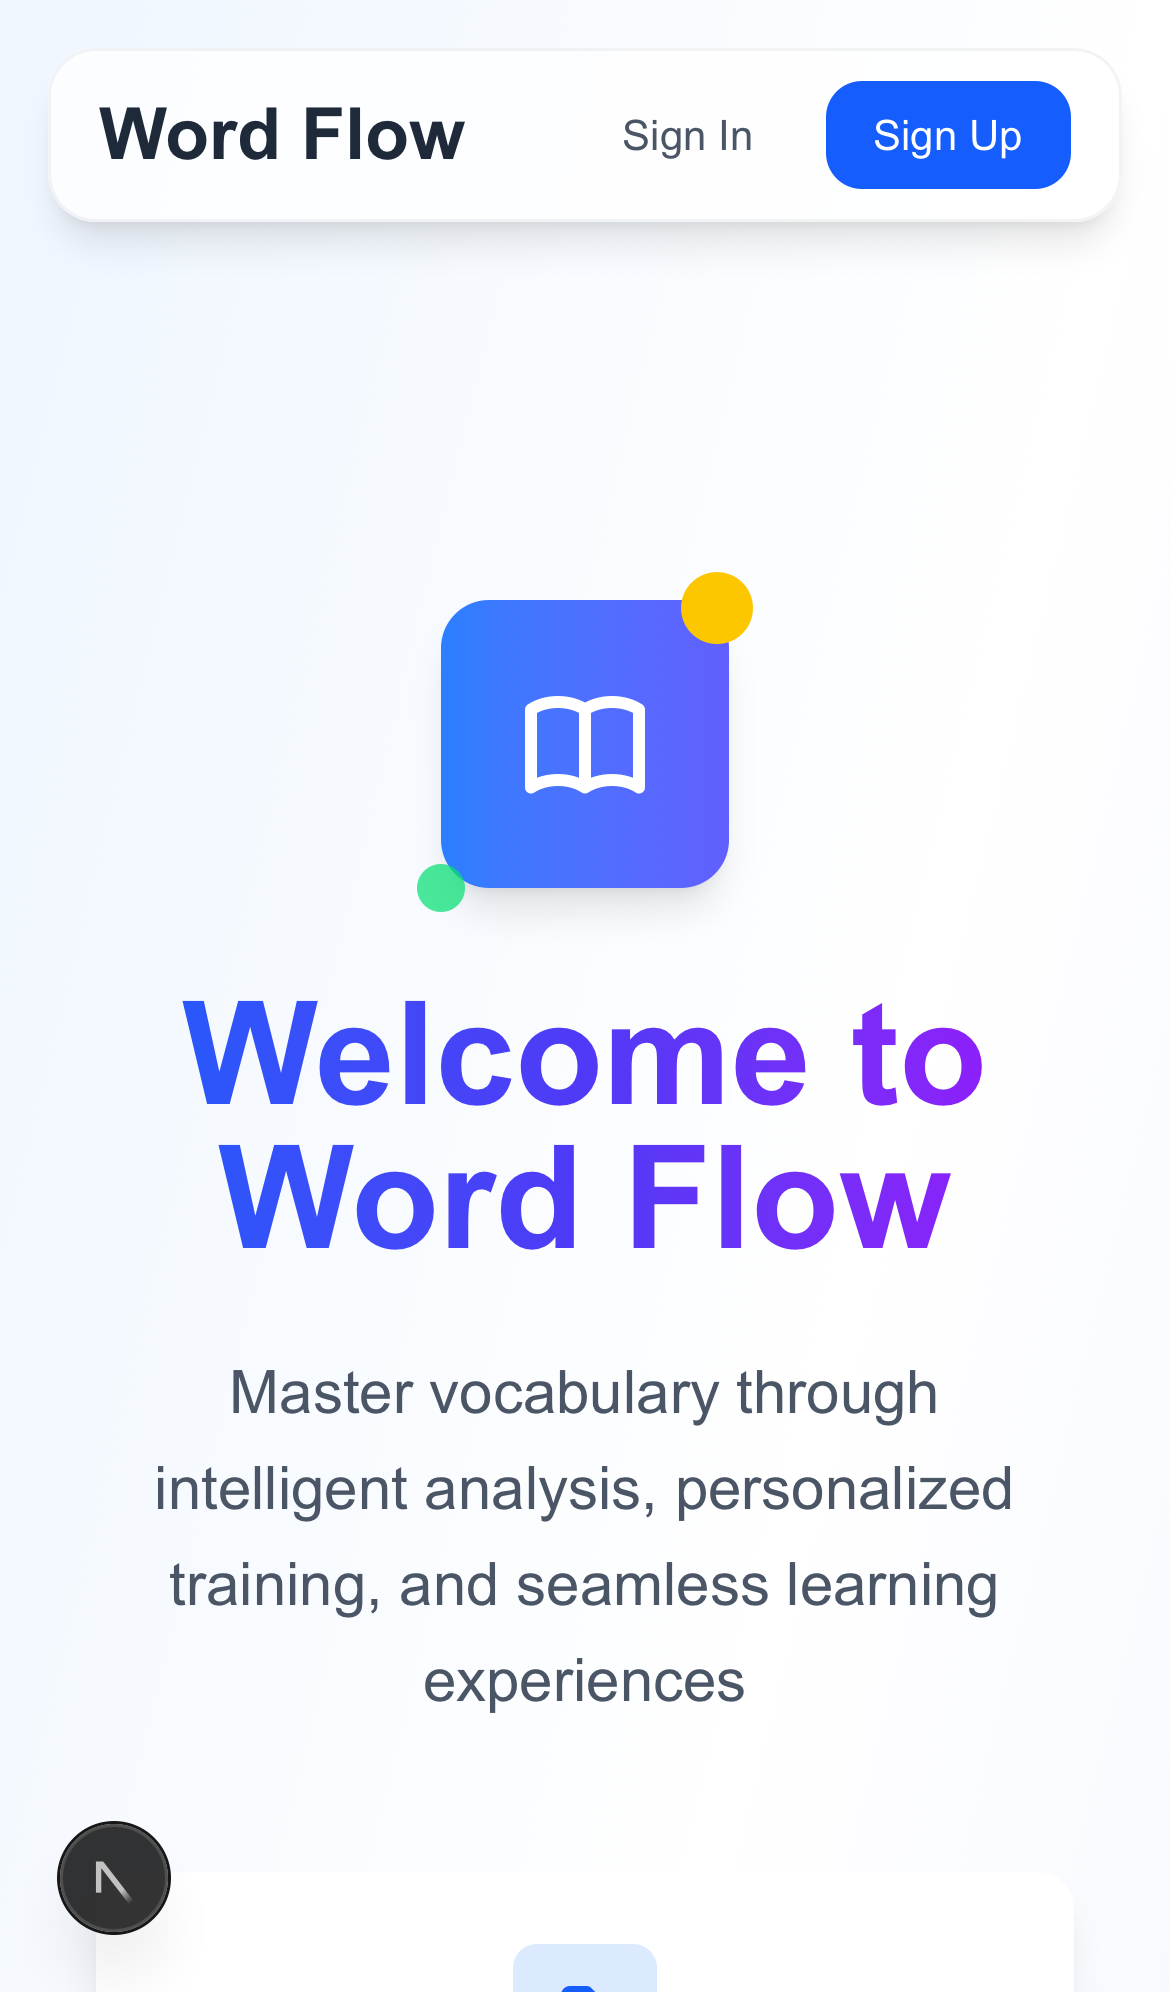 Word Flow
Sign In
Sign Up
Welcome to
Word Flow
Master vocabulary through
intelligent analysis, personalized
training, and seamless learning
experiences